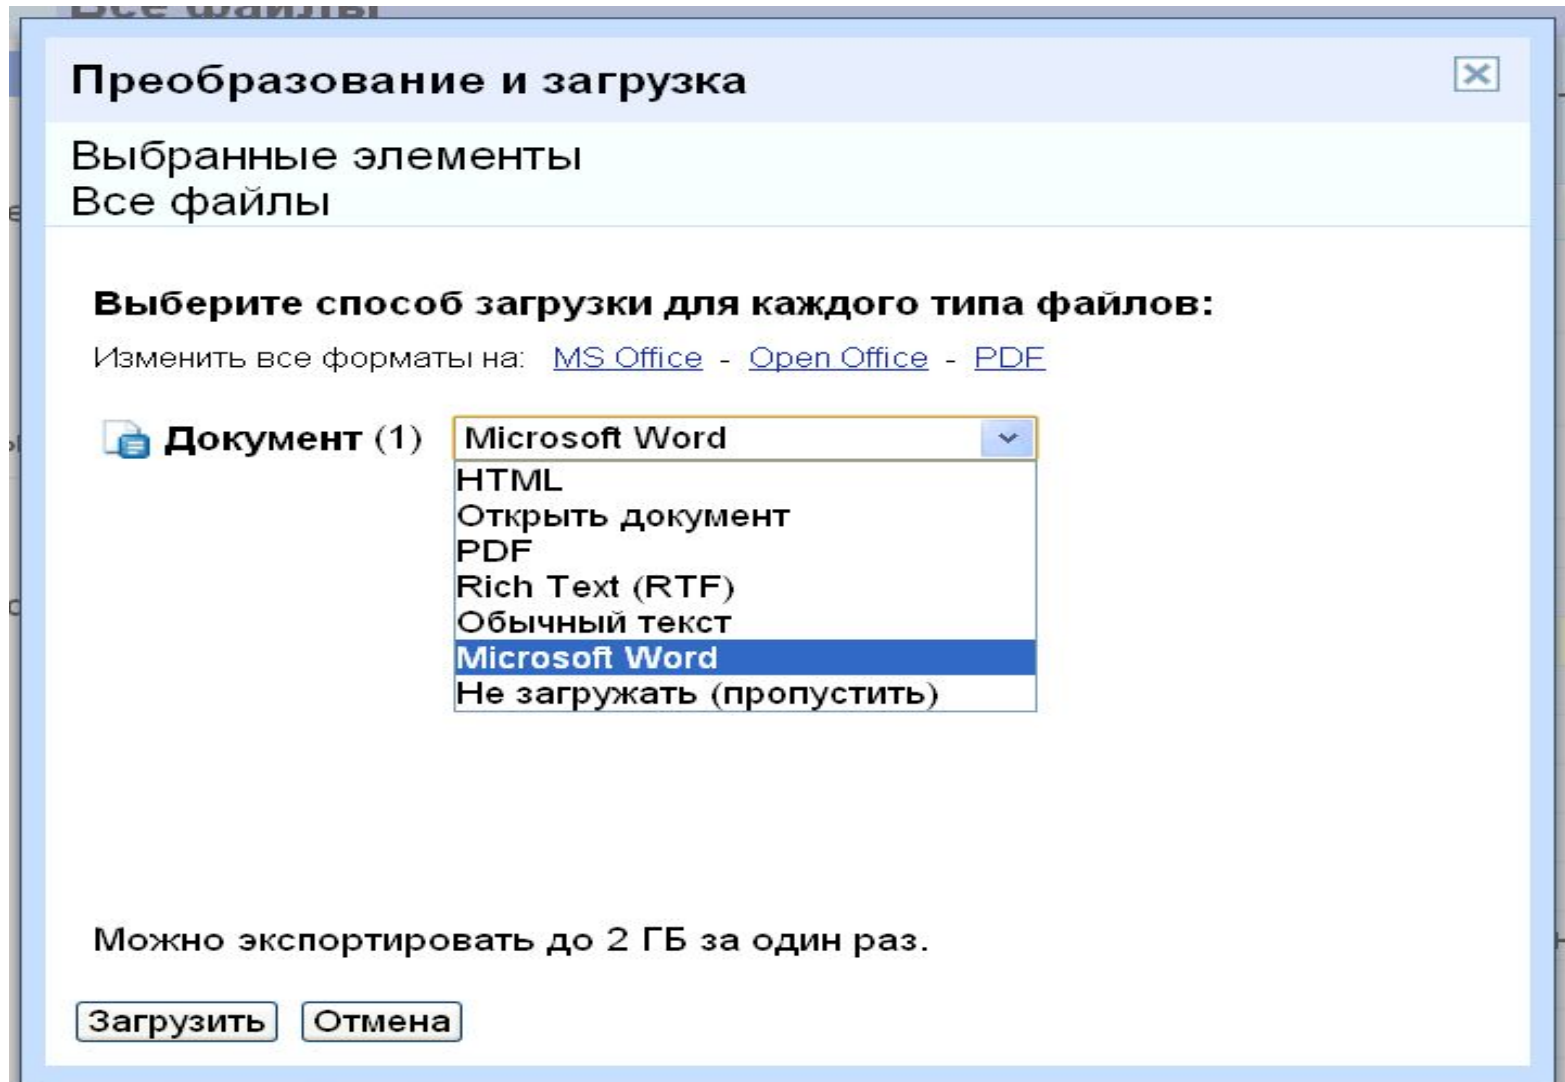 Все файлы
Преобразование и загрузка
Выбранные элементы
Все файлы
Выберите способ загрузки для каждого типа файлов:
Изменить все форматы на: MS Office - Open Office - PDF
Документ (1) Microsoft Word
HTML
Открыть документ
PDF
Rich Text (RTF)
Обычный текст
Microsoft Word
Не загружать (пропустить)
Можно экспортировать до 2 ГБ за один раз.
Загрузить Отмена